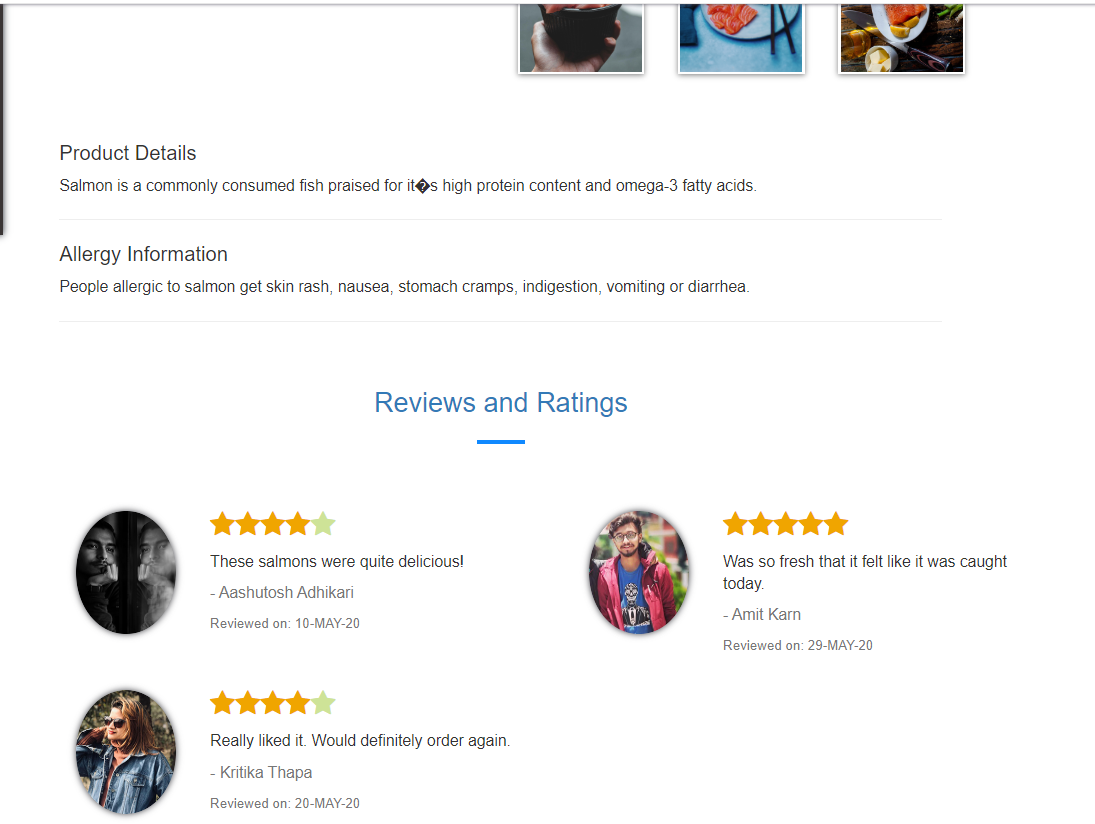 Product Details
Salmon is a commonly consumed fish praised for it�s high protein content and omega-3 fatty acids.
Allergy Information
People allergic to salmon get skin rash, nausea, stomach cramps, indigestion, vomiting or diarrhea.
Reviews and Ratings
These salmons were quite delicious!
- Aashutosh Adhikari
Reviewed on: 10-MAY-20
Was so fresh that it felt like it was caught
today.
- Amit Karn
Reviewed on: 29-MAY-20
Really liked it. Would definitely order again.
- Kritika Thapa
Reviewed on: 20-MAY-20